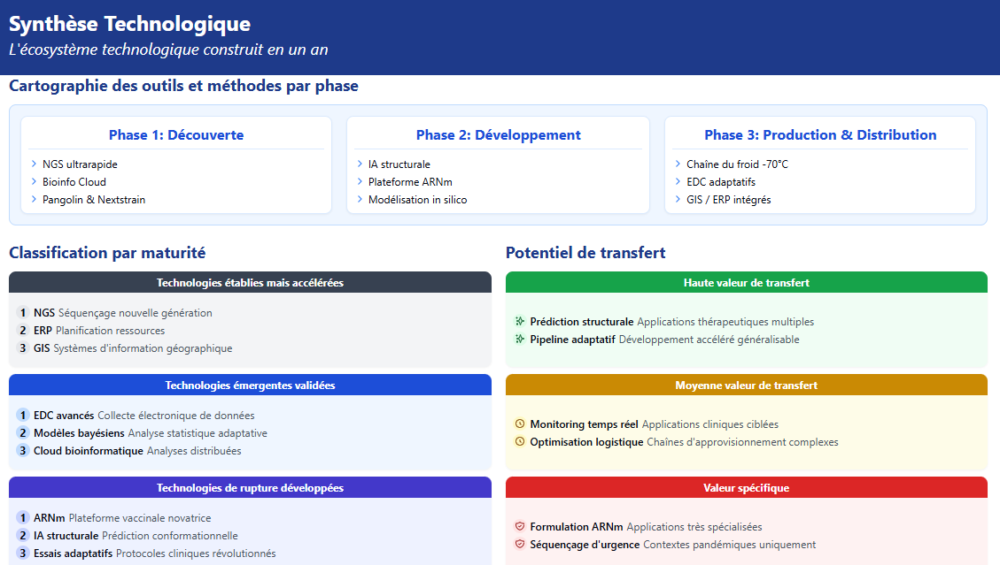 Synthèse Technologique
L'écosystème technologique construit en un an
Cartographie des outils et méthodes par phase
Phase 1: Découverte
NGS ultrarapide
Bioinfo Cloud
Pangolin & Nextstrain
Phase 2: Développement
IA structurale
Plateforme ARNm
Modélisation in silico
Phase 3: Production & Distribution
Chaîne du froid -70°C
EDC adaptatifs
GIS / ERP intégrés
Classification par maturité
Technologies établies mais accélérées
1 NGS Séquençage nouvelle génération
2 ERP Planification ressources
3 GIS Systèmes d'information géographique
Technologies émergentes validées
1 EDC avancés Collecte électronique de données
2 Modèles bayésiens Analyse statistique adaptative
3 Cloud bioinformatique Analyses distribuées
Technologies de rupture développées
1 ARNm Plateforme vaccinale novatrice
2 IA structurale Prédiction conformationnelle
3 Essais adaptatifs Protocoles cliniques révolutionnés
Potentiel de transfert
Haute valeur de transfert
Prédiction structurale Applications thérapeutiques multiples
Pipeline adaptatif Développement accéléré généralisable
Moyenne valeur de transfert
Monitoring temps réel Applications cliniques ciblées
Optimisation logistique Chaînes d'approvisionnement complexes
Valeur spécifique
Formulation ARNm Applications très spécialisées
Séquençage d'urgence Contextes pandémiques uniquement